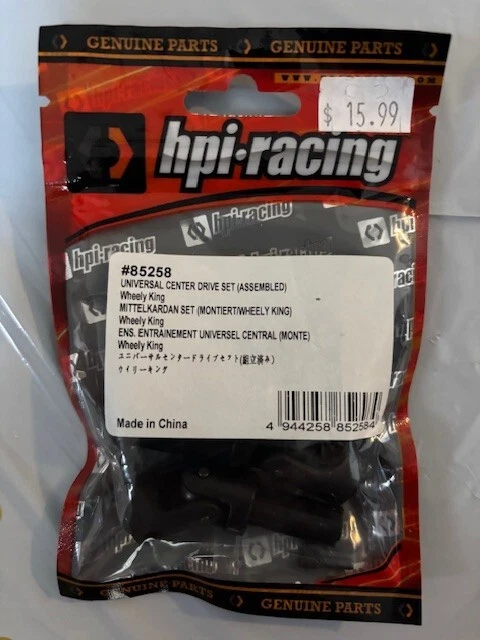 GENUINE PARTS GENUINE PARTS
$ 15.99
hpi·racing
hpi·racing
hpi·racing
#85258
UNIVERSAL CENTER DRIVE SET (ASSEMBLED)
Wheely King
MITTELKARDAN SET (MONTIERT/WHEELY KING)
Wheely King
ENS. ENTRAINEMENT UNIVERSEL CENTRAL (MONTE)
Wheely King
ユニバーサルセンタードライブセット(組立済み)
ウイリーキング
Made in China
4 944258 852584
hpi
GENUINE PARTS GENUINE PARTS